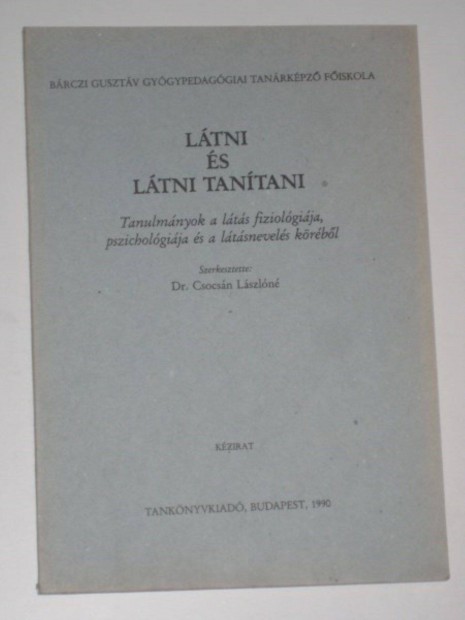 BÁRCZI GUSZTÁV GYÓGYPEDAGÓGIAI TANÁRKÉPZŐ FŐISKOLA
LÁTNI
ÉS
LÁTNI TANÍTANI
Tanulmányok a látás fiziológiája,
pszichológiája és a látásnevelés köréből
Szerkesztette:
Dr. Csocsán Lászlóné
KÉZIRAT
TANKÖNYVKIADÓ, BUDAPEST, 1990